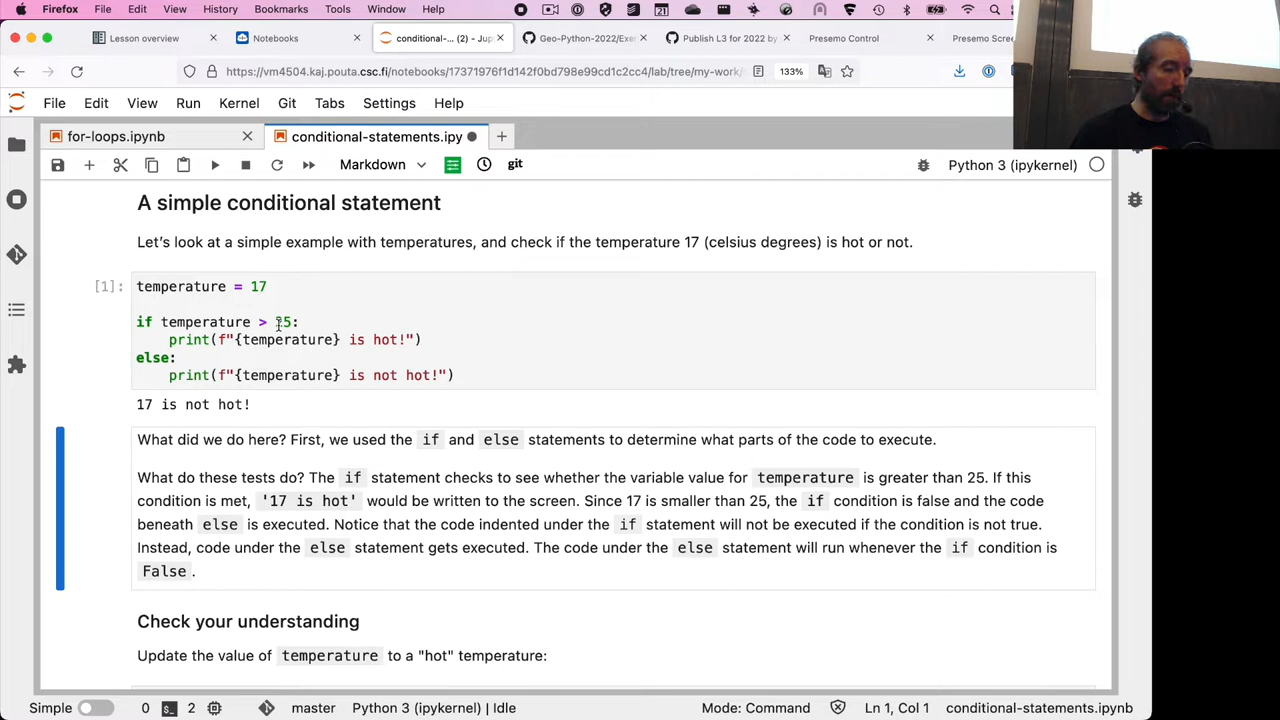 Firefox File Edit View History Bookmarks Tools Window Help
Lesson overview
Notebooks
conditional-... (2) - Jup
Geo-Python-2022/Exer
Publish L3 for 2022 by
Presemo Control
Presemo Scree
https://vm4504.kaj.pouta.csc.fi/notebooks/17371976f1d142f0bd798e99cd1c2cc4/lab/tree/my-work/
133%
File Edit View Run Kernel Git Tabs Settings Help
for-loops.ipynb
conditional-statements.ipy
Markdown
git
Python 3 (ipykernel)
A simple conditional statement
Let's look at a simple example with temperatures, and check if the temperature 17 (celsius degrees) is hot or not.
[1]:
temperature = 17
if temperature > 25:
print(f"{temperature} is hot!")
else:
print(f"{temperature} is not hot!")
17 is not hot!
What did we do here? First, we used the if and else statements to determine what parts of the code to execute.
What do these tests do? The if statement checks to see whether the variable value for temperature is greater than 25. If this
condition is met, '17 is hot' would be written to the screen. Since 17 is smaller than 25, the if condition is false and the code
beneath else is executed. Notice that the code indented under the if statement will not be executed if the condition is not true.
Instead, code under the else statement gets executed. The code under the else statement will run whenever the if condition is
False.
Check your understanding
Update the value of temperature to a "hot" temperature:
Simple 0 2 master Python 3 (ipykernel) | Idle Mode: Command Ln 1, Col 1 conditional-statements.ipynb